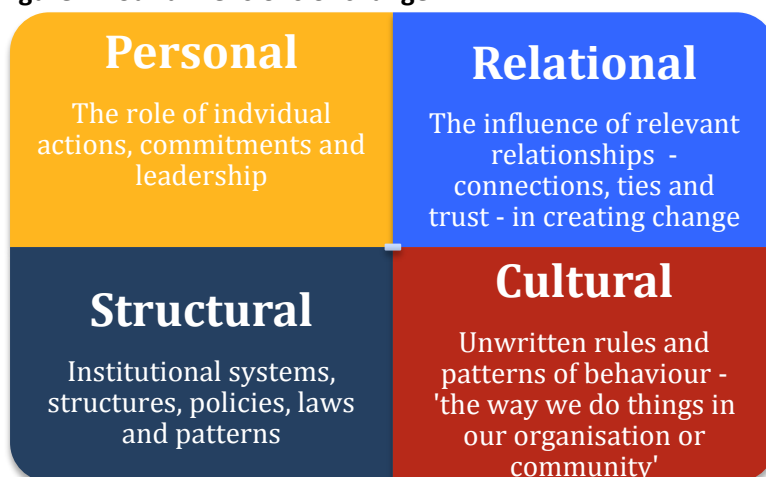 Personal
The role of indvidual
actions, commitments and
leadership
Relational
The influence of relevant
relationships -
connections, ties and
trust - in creating change
Structural
Institutional systems,
structures, policies, laws
and patterns
Cultural
Unwritten rules and
patterns of behaviour -
'the way we do things in
our organisation or
community'